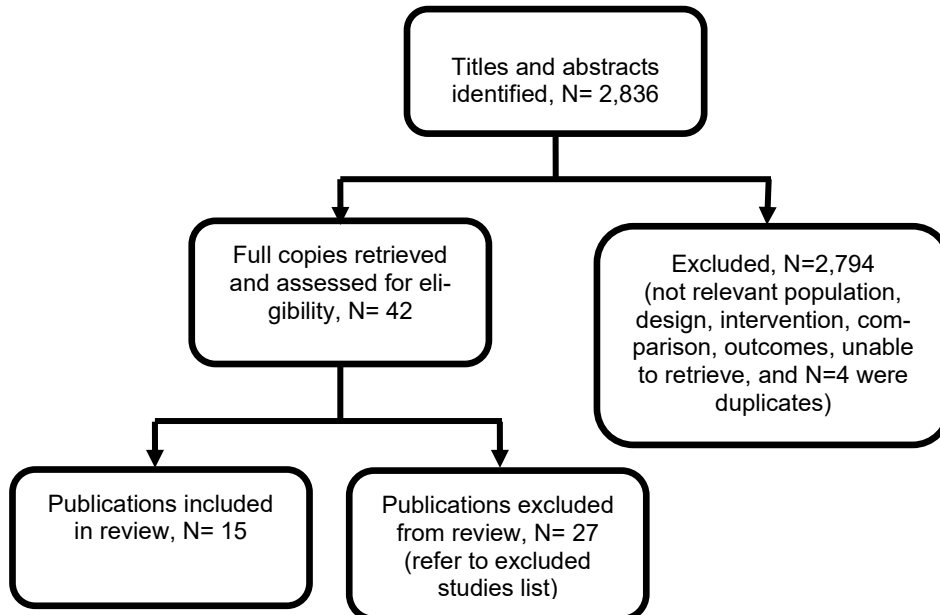 Titles and abstracts
identified, N= 2,836
Full copies retrieved
and assessed for eli-
gibility, N= 42
Excluded, N=2,794
(not relevant population,
design, intervention, com-
parison, outcomes, unable
to retrieve, and N=4 were
duplicates)
Publications included
in review, N= 15
Publications excluded
from review, N= 27
(refer to excluded
studies list)